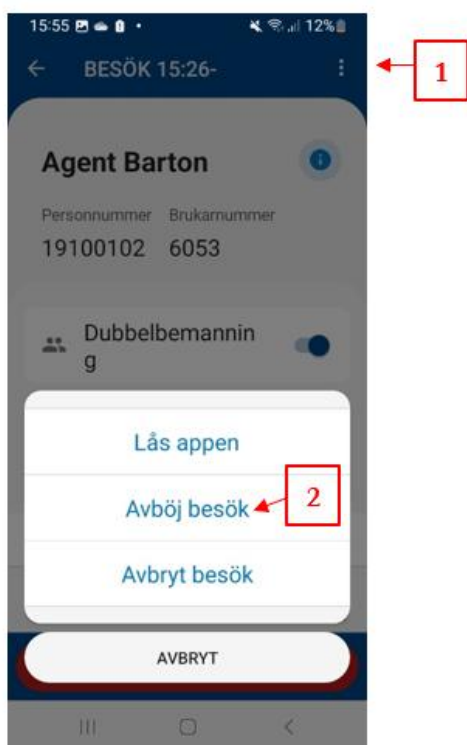 15:55 12%
BESÖK 15:26-
1
Agent Barton
Personnummer Brukarnummer
19100102 6053
Dubbelbemannin
g
Lås appen
Avböj besök
2
Avbryt besök
AVBRYT